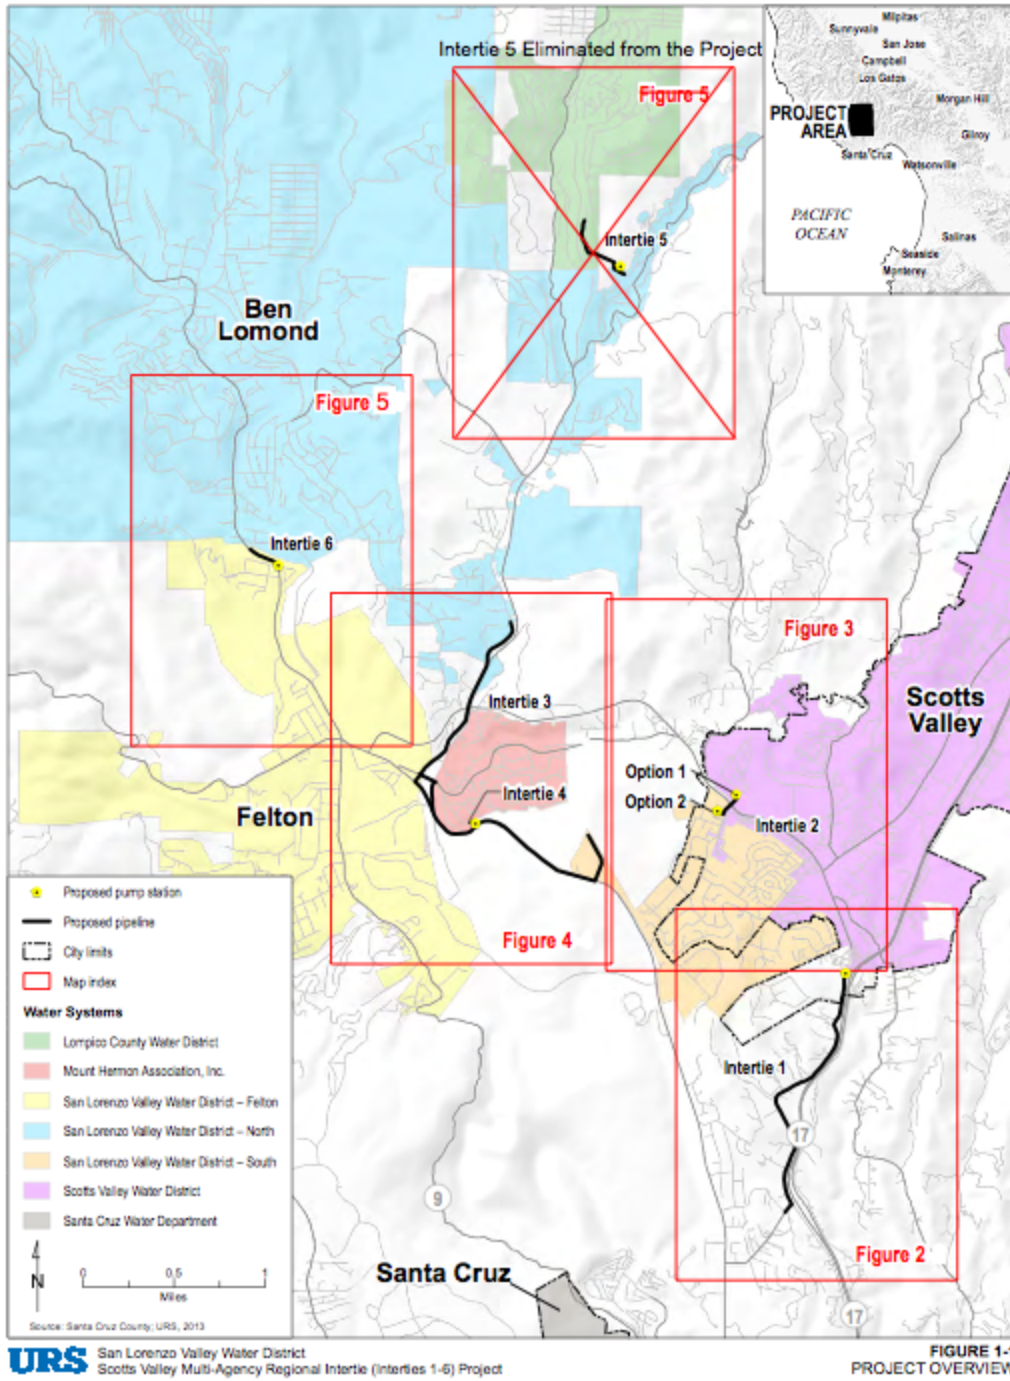 Intertie 5 Eliminated from the Project
Figure 5
Intertie 5
Milpitas
Sunnyvale
San Jose
Campbell
Los Gatos
Morgan Hill
PROJECT
AREA
Gilroy
Santa Cruz
Watsonville
PACIFIC
OCEAN
Salinas
Seaside
Monterey
Ben
Lomond
Figure 5
Intertie 6
Figure 3
Scotts
Valley
Intertie 3
Option 1
Option 2
Intertie 4
Intertie 2
Felton
Figure 4
Intertie 1
17
9
Figure 2
Santa Cruz
17
Proposed pump station
Proposed pipeline
City limits
Map index
Water Systems
Lompico County Water District
Mount Hermon Association, Inc.
San Lorenzo Valley Water District – Felton
San Lorenzo Valley Water District – North
San Lorenzo Valley Water District – South
Scotts Valley Water District
Santa Cruz Water Department
N
0 0.5 1
Miles
Source: Santa Cruz County; URS, 2013
URS
San Lorenzo Valley Water District
Scotts Valley Multi-Agency Regional Intertie (Interties 1-6) Project
FIGURE 1-1
PROJECT OVERVIEW